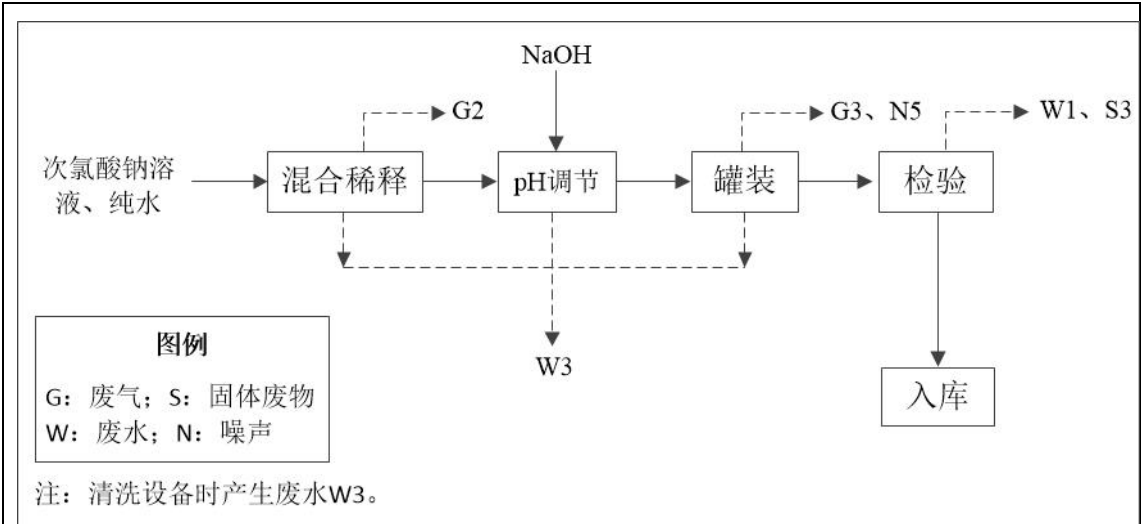 NaOH
G2
G3、N5
W1、S3
次氯酸钠溶
液、纯水
混合稀释
pH调节
罐装
检验
W3
入库
图例
G：废气；S：固体废物
W：废水；N：噪声
注：清洗设备时产生废水W3。